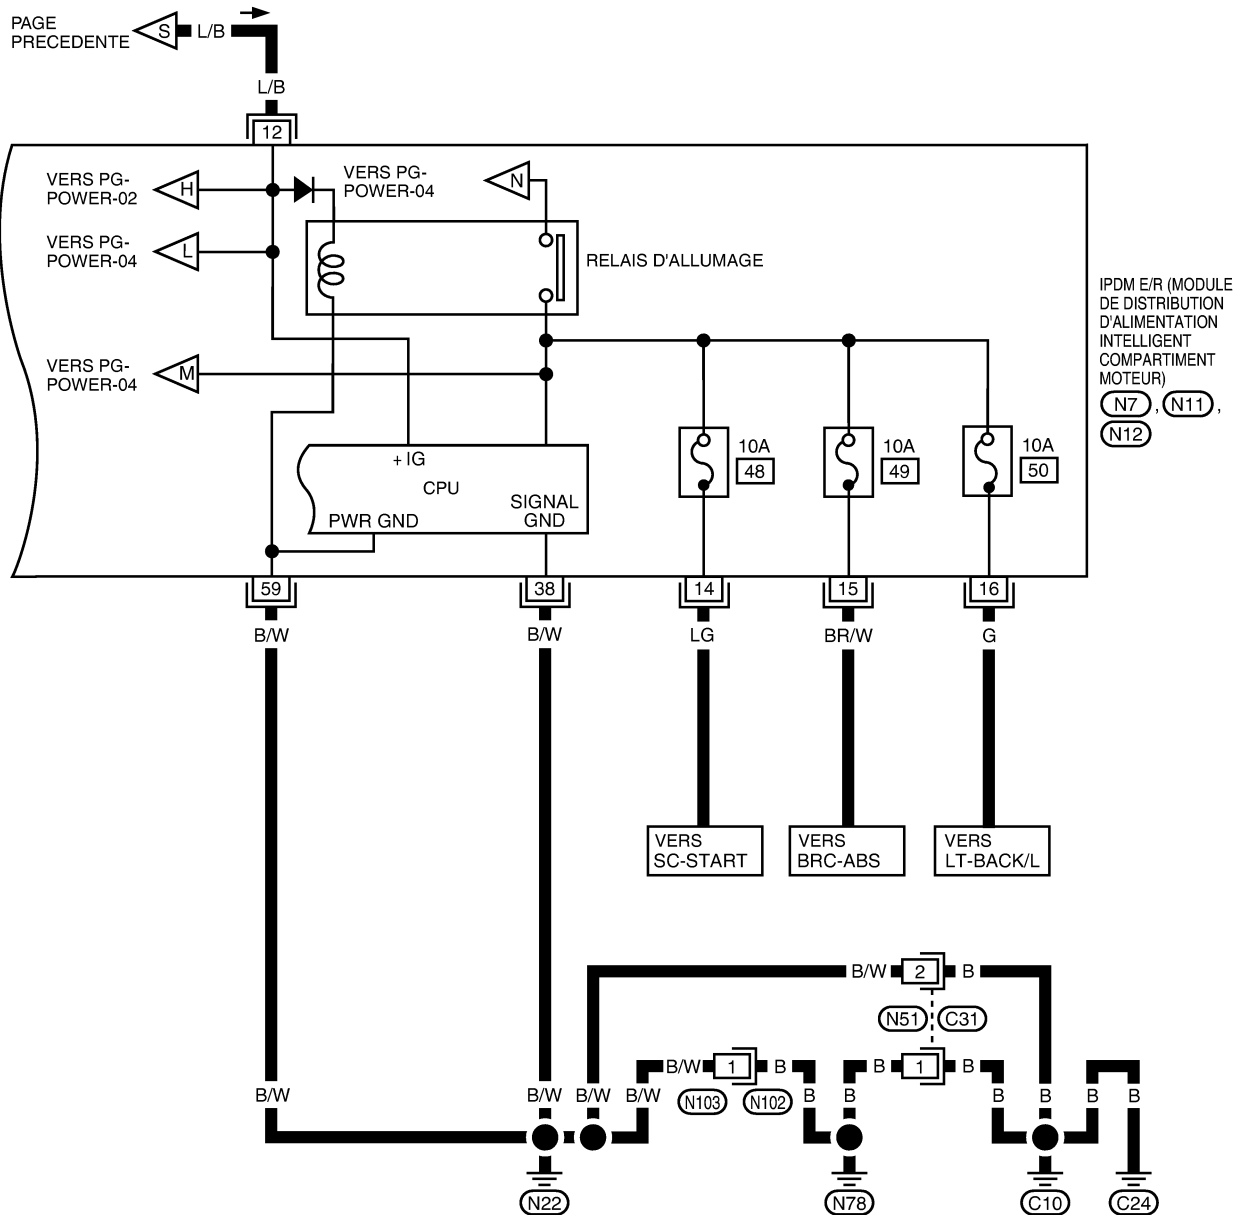 PAGE
PRECEDENTE
S
L/B
L/B
12
VERS PG-
POWER-02
H
VERS PG-
POWER-04
N
VERS PG-
POWER-04
L
RELAIS D'ALLUMAGE
IPDM E/R (MODULE
DE DISTRIBUTION
D'ALIMENTATION
INTELLIGENT
COMPARTIMENT
MOTEUR)
N7 , N11 ,
N12
VERS PG-
POWER-04
M
+ IG
CPU
SIGNAL
GND
PWR GND
10A
48
10A
49
10A
50
59
38
14
15
16
B/W
B/W
LG
BR/W
G
VERS
SC-START
VERS
BRC-ABS
VERS
LT-BACK/L
B/W
2
B
N51
C31
B/W
1
B
B
1
B
N103
N102
B/W
B/W
B/W
B/W
B
B
B
B
B
B
N22
N78
C10
C24